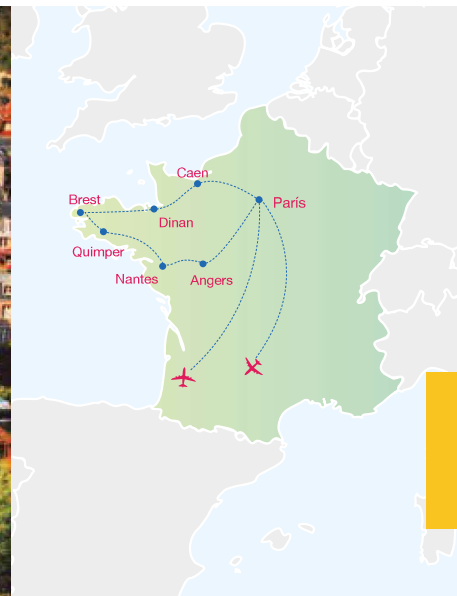 Caen
Brest
París
Dinan
Quimper
Nantes
Angers